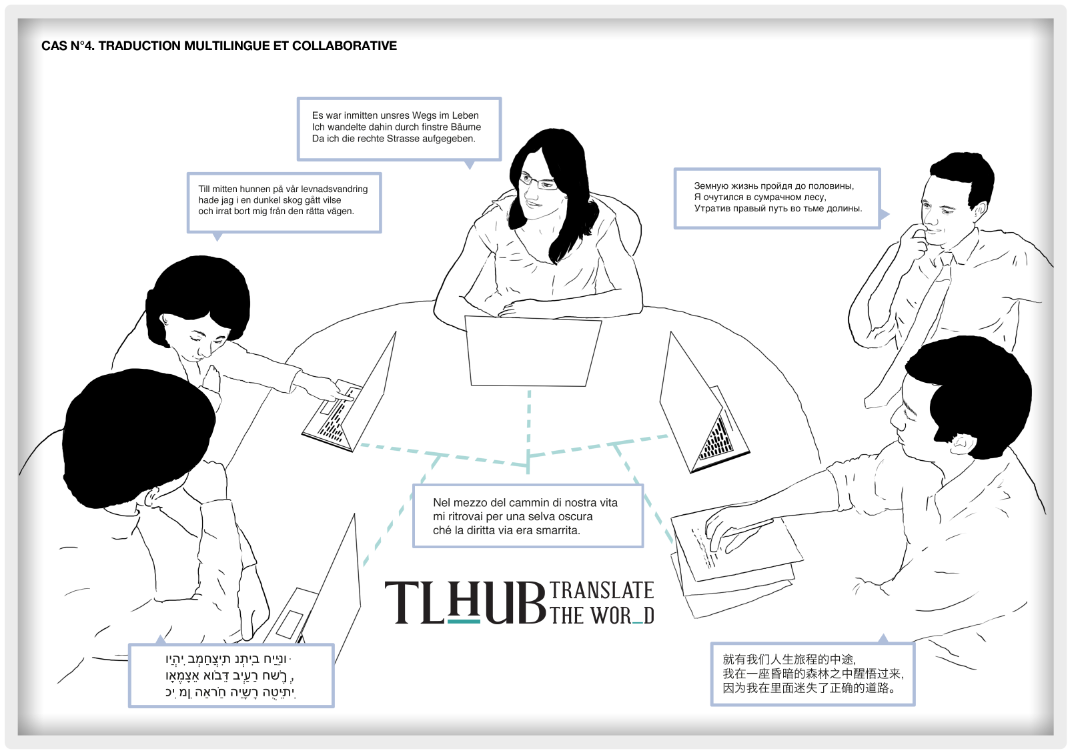 CAS N°4. TRADUCTION MULTILINGUE ET COLLABORATIVE
Es war inmitten unsres Wegs im Leben
Ich wandelte dahin durch finstre Bäume
Da ich die rechte Strasse aufgegeben.
Till mitten hunnen på vår levnadsvandring
hade jag i en dunkel skog gått vilse
och irrat bort mig från den rätta vägen.
Земную жизнь пройдя до половины,
Я очутился в сумрачном лесу,
Утратив правый путь во тьме долины.
Nel mezzo del cammin di nostra vita
mi ritrovai per una selva oscura
ché la diritta via era smarrita.
TLHUB TRANSLATE
THE WOR_D
וַיְהִי, בְּמַחֲצִית נְתִיב חַיֵּינוּ
וָאֶמְצָא אוֹבֵד בְּיַעַר חֹשֶׁךְ,
כִּי מִן הָאֹרַח הַיָּשָׁר הִטֵּיתִי.
就有我们人生旅程的中途,
我在一座昏暗的森林之中醒悟过来,
因为我在里面迷失了正确的道路。